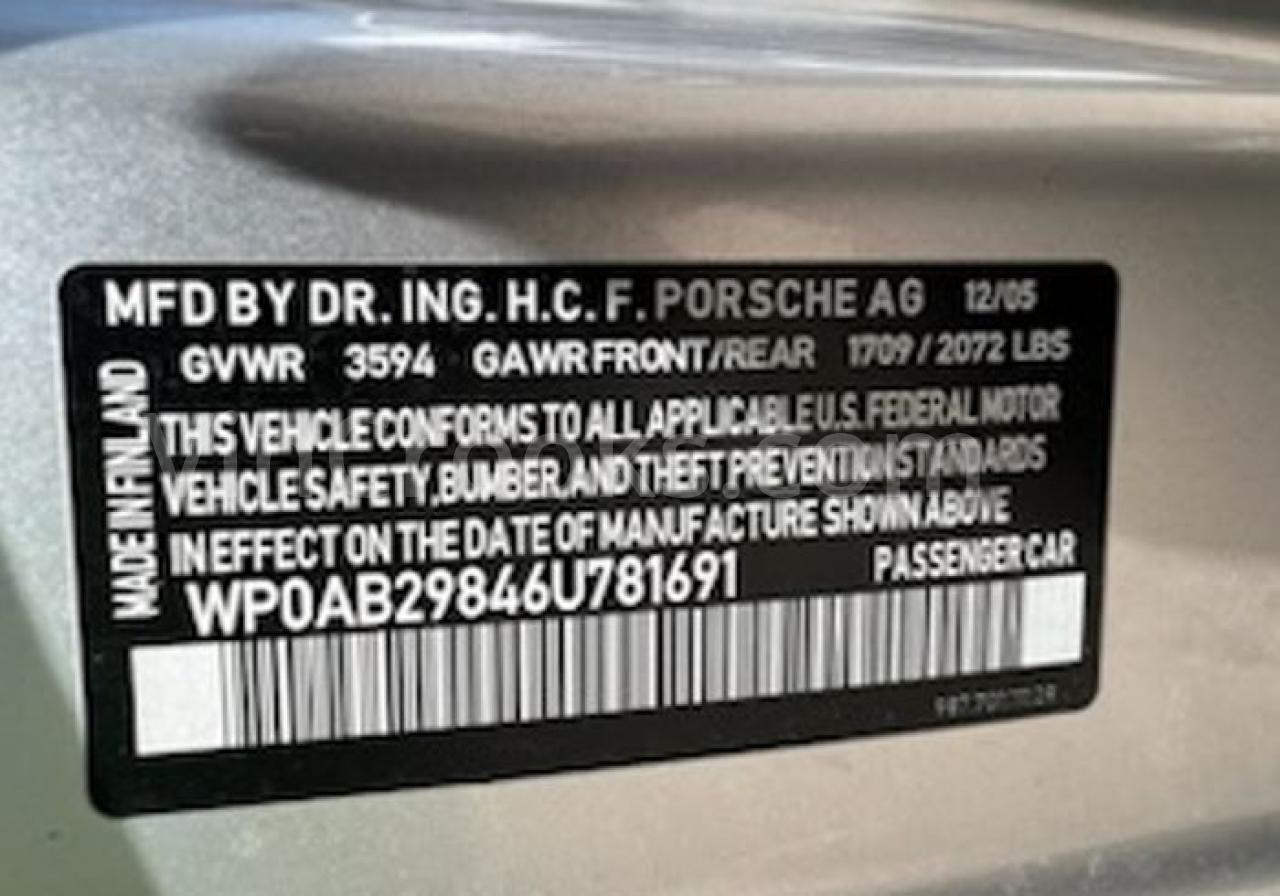 MFD BY DR. ING. H.C. F. PORSCHE AG 12/05
GVWR 3594 GAWR FRONT/REAR 1709 / 2072 LBS
MADE IN FINLAND
THIS VEHICLE CONFORMS TO ALL APPLICABLE U.S. FEDERAL MOTOR
VEHICLE SAFETY, BUMBER, AND THEFT PREVENTION STANDARDS
IN EFFECT ON THE DATE OF MANUFACTURE SHOWN ABOVE
WP0AB29846U781691 PASSENGER CAR